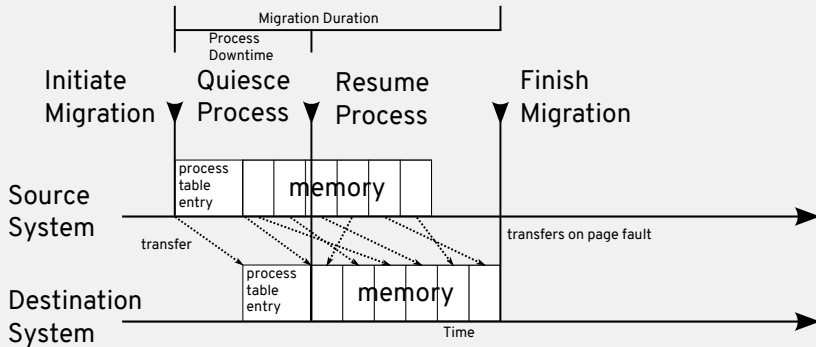 Migration Duration
Process
Downtime
Initiate
Migration
Quiesce
Process
Resume
Process
Finish
Migration
process
table
entry
memory
Source
System
transfer
transfers on page fault
process
table
entry
memory
Destination
System
Time